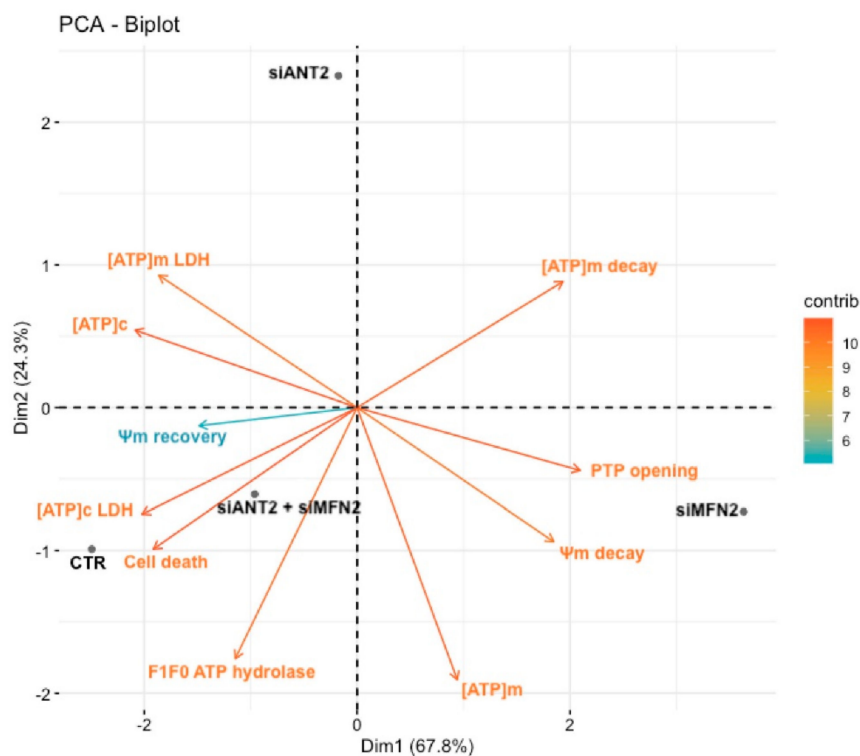 PCA - Biplot
siANT2
2
[ATP]m LDH
[ATP]m decay
1
[ATP]c
contrib
10
9
8
7
6
Dim2 (24.3%)
0
Ψm recovery
PTP opening
[ATP]c LDH
siANT2 + siMFN2
siMFN2
-1
CTR
Cell death
Ψm decay
F1F0 ATP hydrolase
[ATP]m
-2
-2 0 2
Dim1 (67.8%)